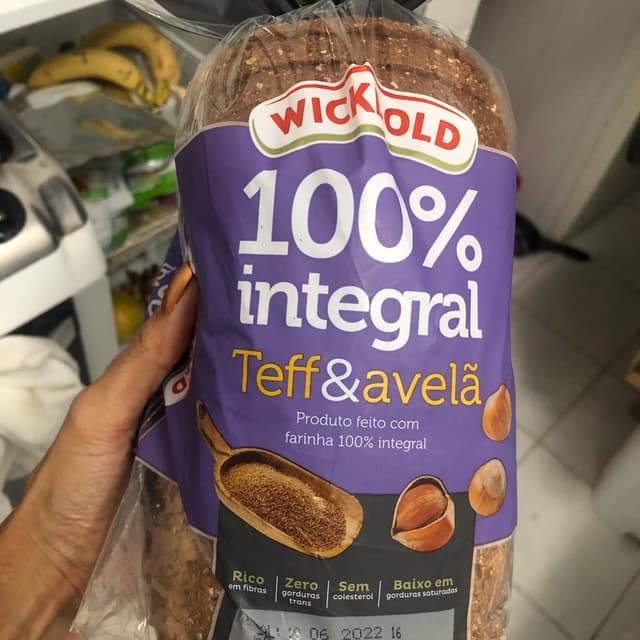 WICKBOLD
100%
integral
Teff&avelã
Produto feito com
farinha 100% integral
Rico
em fibras
Zero
gorduras
trans
Sem
colesterol
Baixo em
gorduras saturadas
06 2022 16